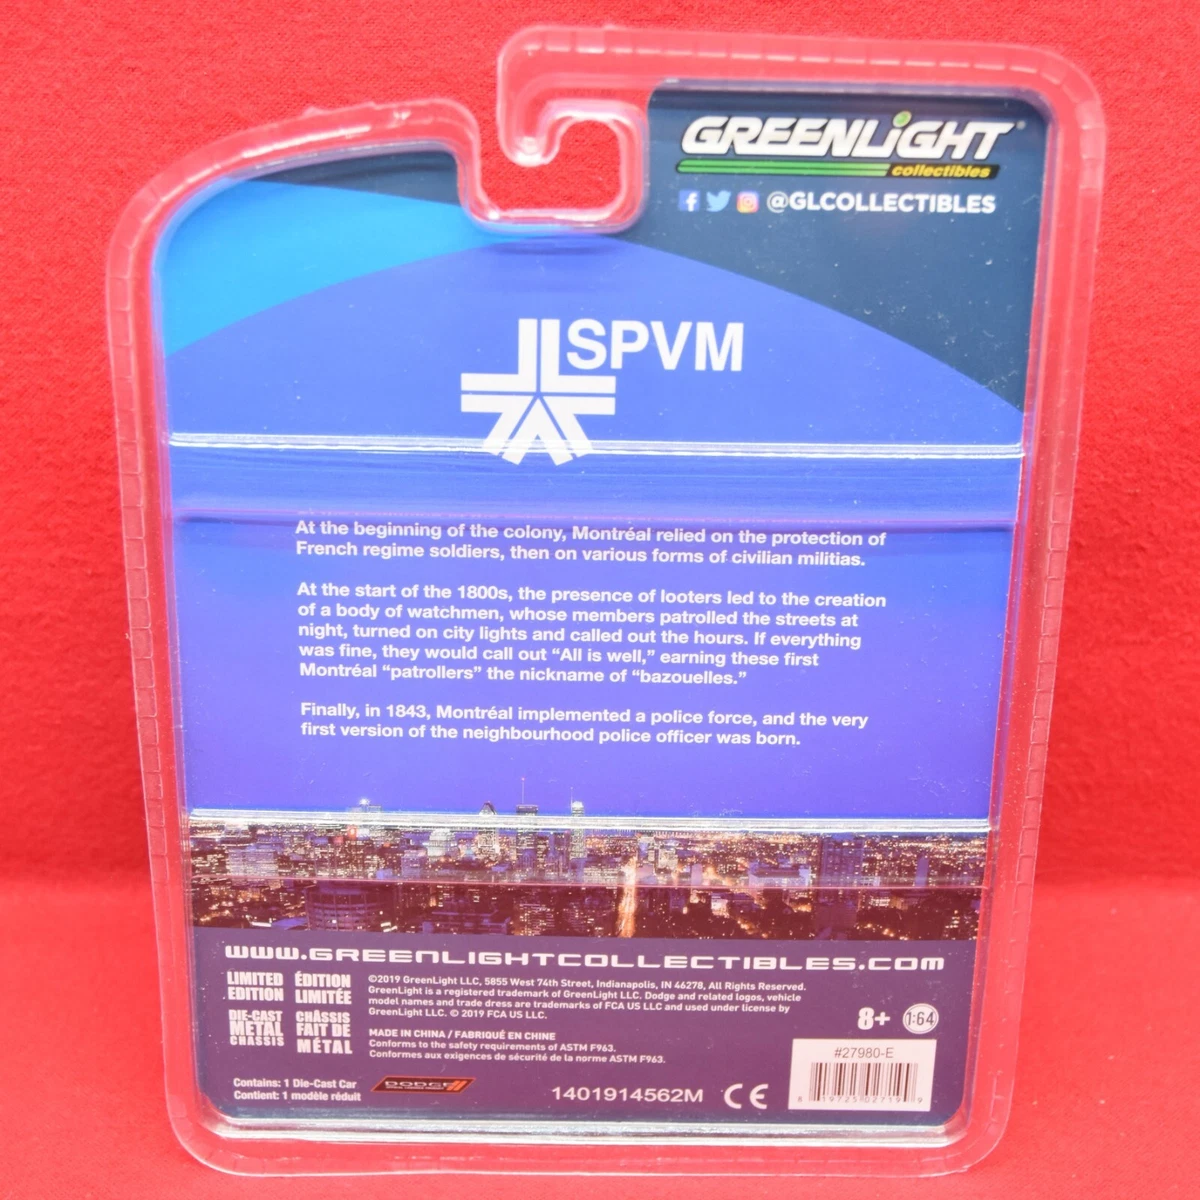 GREENLiGHT®
collectibles
@GLCOLLECTIBLES
SPVM
At the beginning of the colony, Montréal relied on the protection of
French regime soldiers, then on various forms of civilian militias.
At the start of the 1800s, the presence of looters led to the creation
of a body of watchmen, whose members patrolled the streets at
night, turned on city lights and called out the hours. If everything
was fine, they would call out “All is well,” earning these first
Montréal “patrollers” the nickname of “bazouelles.”
Finally, in 1843, Montréal implemented a police force, and the very
first version of the neighbourhood police officer was born.
www.GREENLIGHTCOLLECTIBLES.COM
LIMITED
EDITION
ÉDITION
LIMITÉE
DIE-CAST
METAL
CHASSIS
CHÂSSIS
FAIT DE
MÉTAL
©2019 GreenLight LLC, 5855 West 74th Street, Indianapolis, IN 46278, All Rights Reserved.
GreenLight is a registered trademark of GreenLight LLC. Dodge and related logos, vehicle
model names and trade dress are trademarks of FCA US LLC and used under license by
GreenLight LLC. © 2019 FCA US LLC.
MADE IN CHINA / FABRIQUÉ EN CHINE
Conforms to the safety requirements of ASTM F963.
Conformes aux exigences de sécurité de la norme ASTM F963.
8+
1:64
Contains: 1 Die-Cast Car
Contient: 1 modèle réduit
DODGE
1401914562M
CE
#27980-E